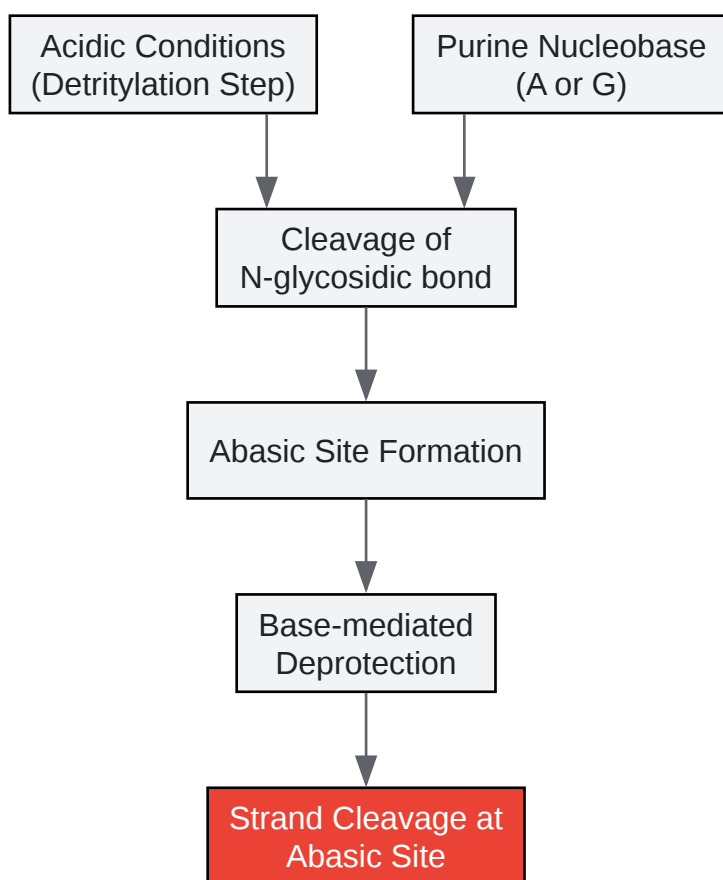 Acidic Conditions
(Detritylation Step)
Purine Nucleobase
(A or G)
Cleavage of
N-glycosidic bond
Abasic Site Formation
Base-mediated
Deprotection
Strand Cleavage at
Abasic Site